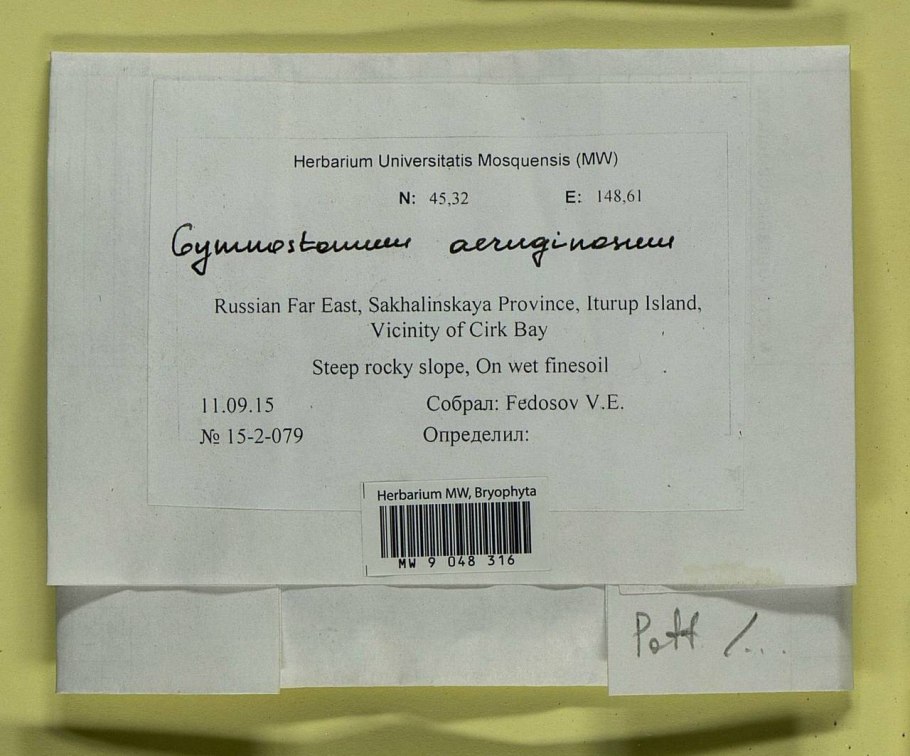 Herbarium Universitatis Mosquensis (MW)
N: 45,32 E: 148,61
Gymnostomum aeruginosum
Russian Far East, Sakhalinskaya Province, Iturup Island,
Vicinity of Cirk Bay
Steep rocky slope, On wet finesoil
11.09.15 Собрал: Fedosov V.E.
№ 15-2-079 Определил:
Herbarium MW, Bryophyta
MW 9 048 316
Pott /...